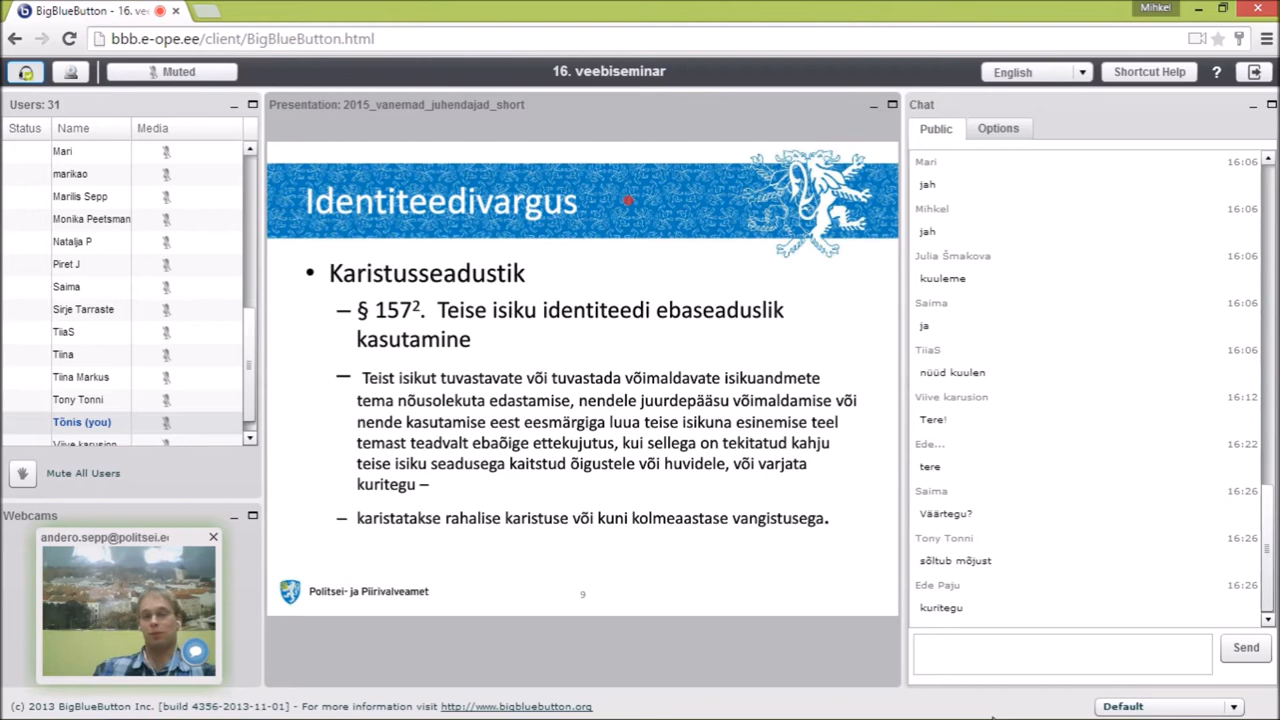 BigBlueButton - 16. vee
Mihkel
bbb.e-ope.ee/client/BigBlueButton.html
Muted
16. veebiseminar
English
Shortcut Help
?
Users: 31
Status Name Media
Mari
marikao
Marilis Sepp
Monika Peetsman
Natalja P
Piret J
Saima
Sirje Tarraste
TiiaS
Tiina
Tiina Markus
Tony Tonni
Tõnis (you)
Viive karusion
Mute All Users
Webcams
andero.sepp@politsei.ee
Presentation: 2015_vanemad_juhendajad_short
Identiteedivargus
• Karistusseadustik
– § 157². Teise isiku identiteedi ebaseaduslik
kasutamine
– Teist isikut tuvastavate või tuvastada võimaldavate isikuandmete
tema nõusolekuta edastamise, nendele juurdepääsu võimaldamise või
nende kasutamise eest eesmärgiga luua teise isikuna esinemise teel
temast teadvalt ebaõige ettekujutus, kui sellega on tekitatud kahju
teise isiku seadusega kaitstud õigustele või huvidele, või varjata
kuritegu –
– karistatakse rahalise karistuse või kuni kolmeaastase vangistusega.
Politsei- ja Piirivalveamet
9
Chat
Public Options
Mari 16:06
jah
Mihkel 16:06
jah
Julia Šmakova 16:06
kuuleme
Saima 16:06
ja
TiiaS 16:06
nüüd kuulen
Viive karusion 16:12
Tere!
Ede... 16:22
tere
Saima 16:26
Väärtegu?
Tony Tonni 16:26
sõltub mõjust
Ede Paju 16:26
kuritegu
Send
(c) 2013 BigBlueButton Inc. [build 4356-2013-11-01] - For more information visit http://www.bigbluebutton.org
Default